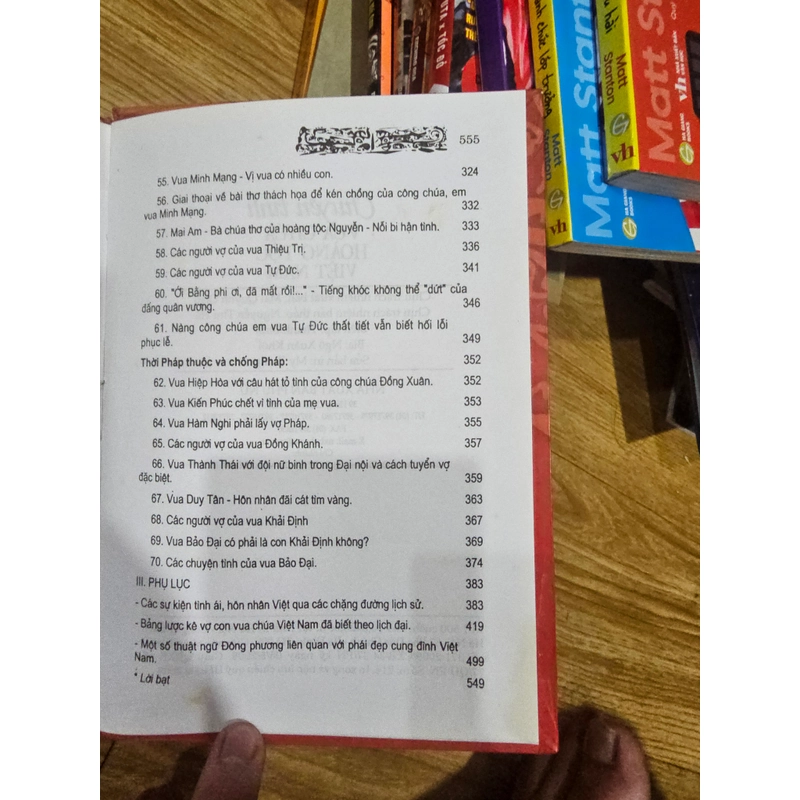 555
55. Vua Minh Mạng - Vị vua có nhiều con. 324
56. Giai thoại về bài thơ thách họa để kén chồng của công chúa, em
vua Minh Mạng. 332
57. Mai Am - Bà chúa thơ của hoàng tộc Nguyễn - Nỗi bi hận tình. 333
58. Các người vợ của vua Thiệu Trị. 336
59. Các người vợ của vua Tự Đức. 341
60. "Ới Bằng phi ơi, đã mất rồi!..." - Tiếng khóc không thể "dứt" của
đấng quân vương. 346
61. Nàng công chúa em vua Tự Đức thất tiết vẫn biết hối lỗi
phục lễ. 349
Thời Pháp thuộc và chống Pháp: 352
62. Vua Hiệp Hòa với câu hát tỏ tình của công chúa Đồng Xuân. 352
63. Vua Kiến Phúc chết vì tình của mẹ vua. 353
64. Vua Hàm Nghi phải lấy vợ Pháp. 355
65. Các người vợ của vua Đồng Khánh. 357
66. Vua Thành Thái với đội nữ binh trong Đại nội và cách tuyển vợ
đặc biệt. 359
67. Vua Duy Tân - Hôn nhân đãi cát tìm vàng. 363
68. Các người vợ của vua Khải Định 367
69. Vua Bảo Đại có phải là con Khải Định không? 369
70. Các chuyện tình của vua Bảo Đại. 374
III. PHỤ LỤC 383
- Các sự kiện tình ái, hôn nhân Việt qua các chặng đường lịch sử. 383
- Bảng lược kê vợ con vua chúa Việt Nam đã biết theo lịch đại. 419
- Một số thuật ngữ Đông phương liên quan với phái đẹp cung đình Việt
Nam. 499
* Lời bạt 549
Matt Stanton
vh
Matt Stant
Matt Stanton
vh
Matt St